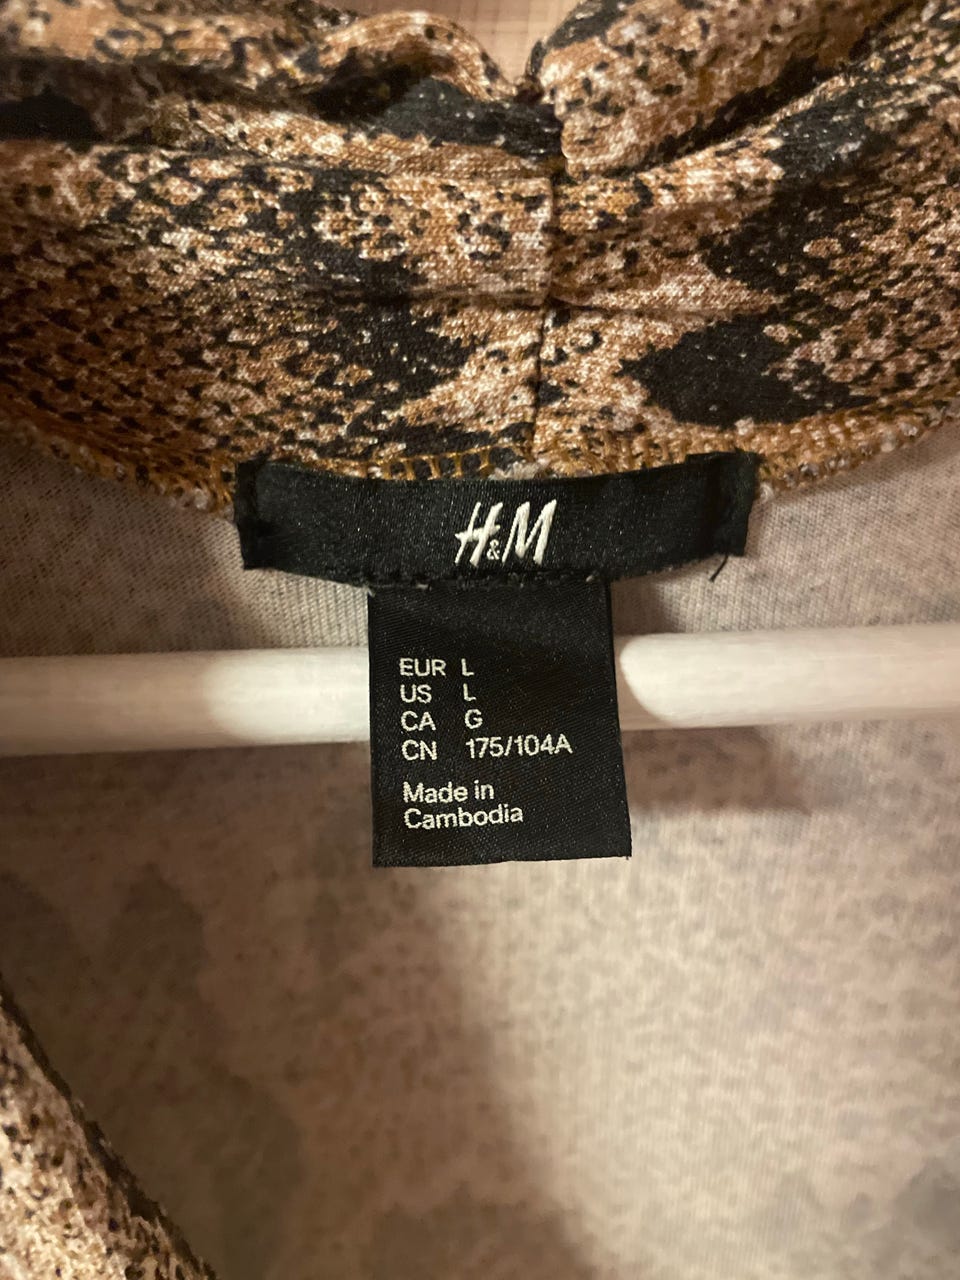 H&M
EUR L
US L
CA G
CN 175/104A
Made in
Cambodia